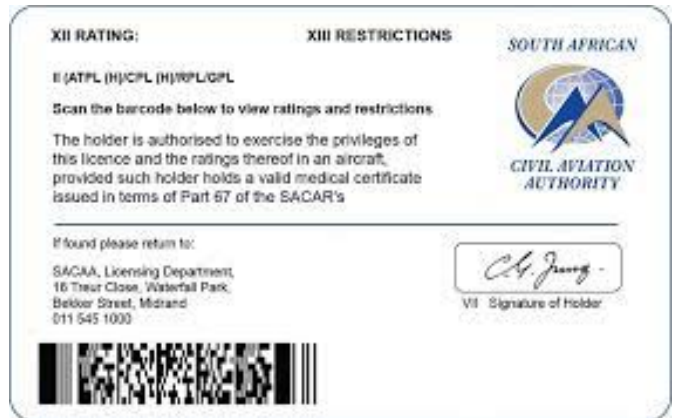 XII RATING: XIII RESTRICTIONS
SOUTH AFRICAN
II (ATPL (H)/CPL (H)/RPL/GPL
Scan the barcode below to view ratings and restrictions
The holder is authorised to exercise the privileges of
this licence and the ratings thereof in an aircraft,
provided such holder holds a valid medical certificate
issued in terms of Part 67 of the SACAR's
CIVIL AVIATION
AUTHORITY
If found please return to:
SACAA, Licensing Department,
16 Treur Close, Waterfall Park,
Bekker Street, Midrand
011 545 1000
VII Signature of Holder